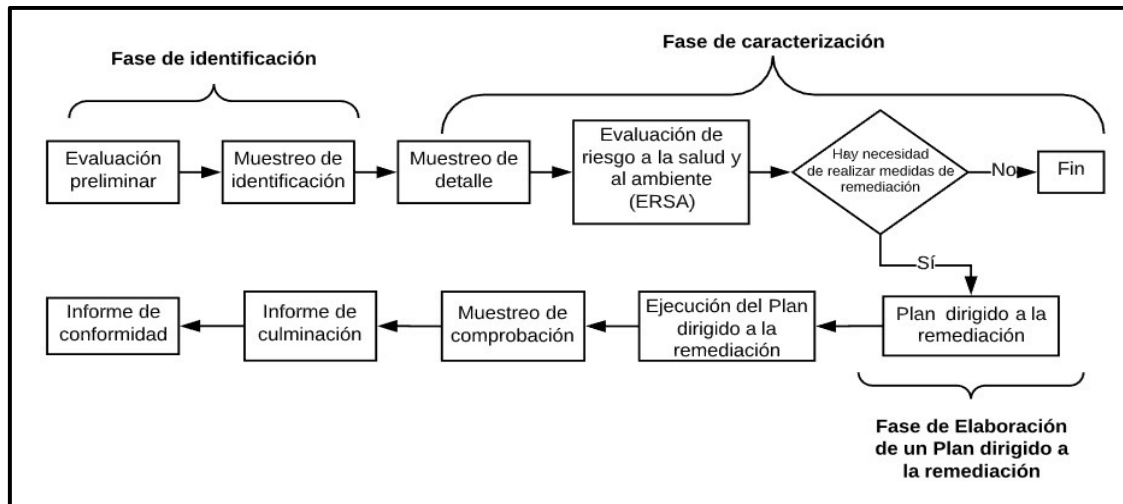 Fase de identificación
Fase de caracterización
Evaluación
preliminar
Muestreo de
identificación
Muestreo de
detalle
Evaluación de
riesgo a la salud y
al ambiente
(ERSA)
Hay necesidad
de realizar medidas de
remediación
No
Fin
Sí
Plan dirigido a la
remediación
Ejecución del Plan
dirigido a la
remediación
Muestreo de
comprobación
Informe de
culminación
Informe de
conformidad
Fase de Elaboración
de un Plan dirigido a
la remediación